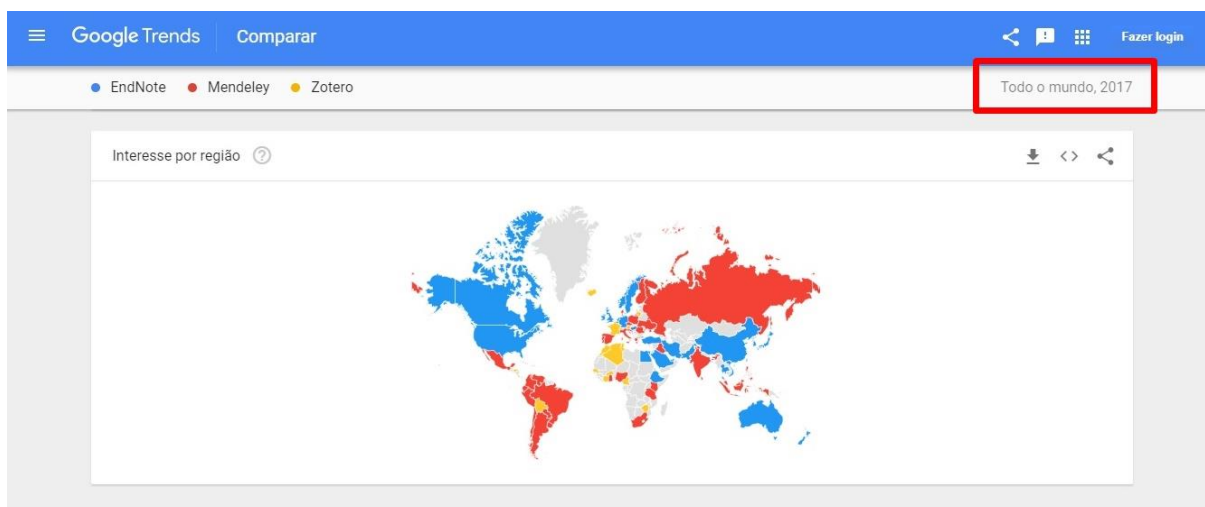 Google Trends Comparar Fazer login
EndNote Mendeley Zotero Todo o mundo, 2017
Interesse por região ?